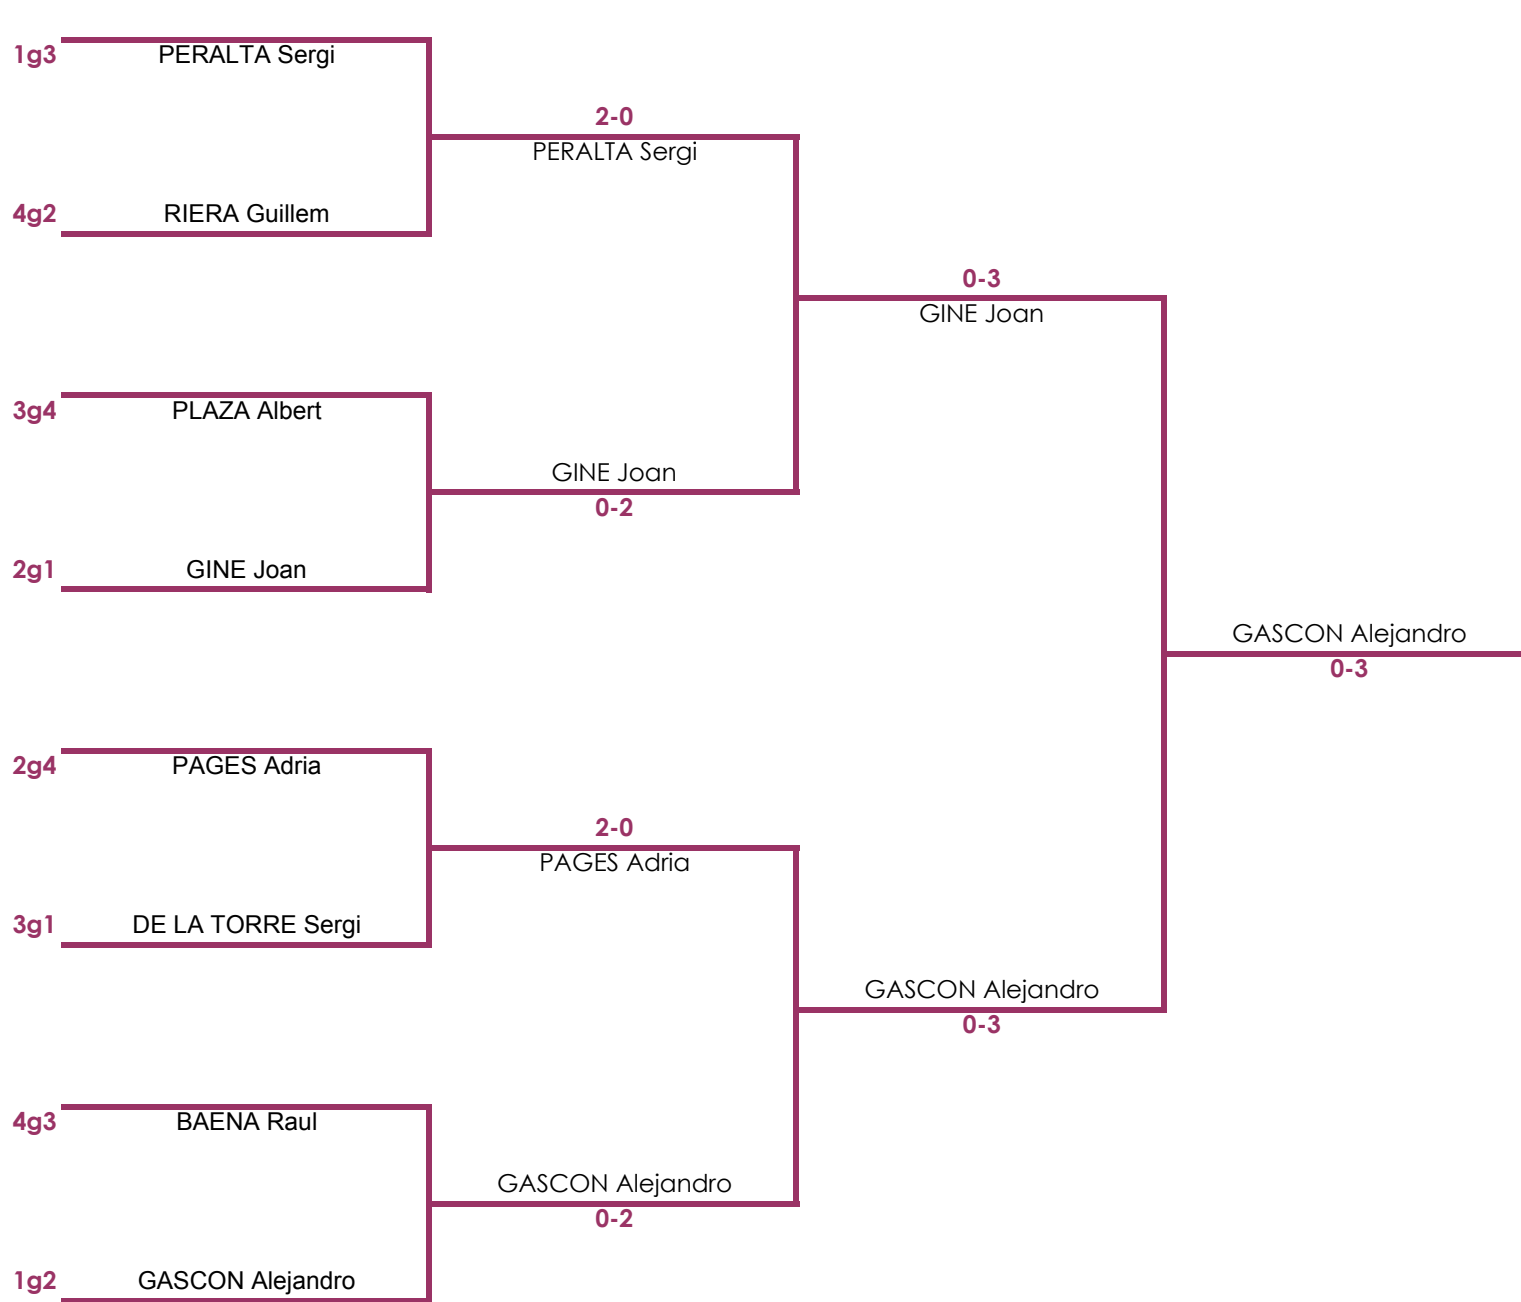 1g3 PERALTA Sergi
2-0
PERALTA Sergi
4g2 RIERA Guillem
0-3
GINE Joan
3g4 PLAZA Albert
GINE Joan
0-2
2g1 GINE Joan
GASCON Alejandro
0-3
2g4 PAGES Adria
2-0
PAGES Adria
3g1 DE LA TORRE Sergi
GASCON Alejandro
0-3
4g3 BAENA Raul
GASCON Alejandro
0-2
1g2 GASCON Alejandro